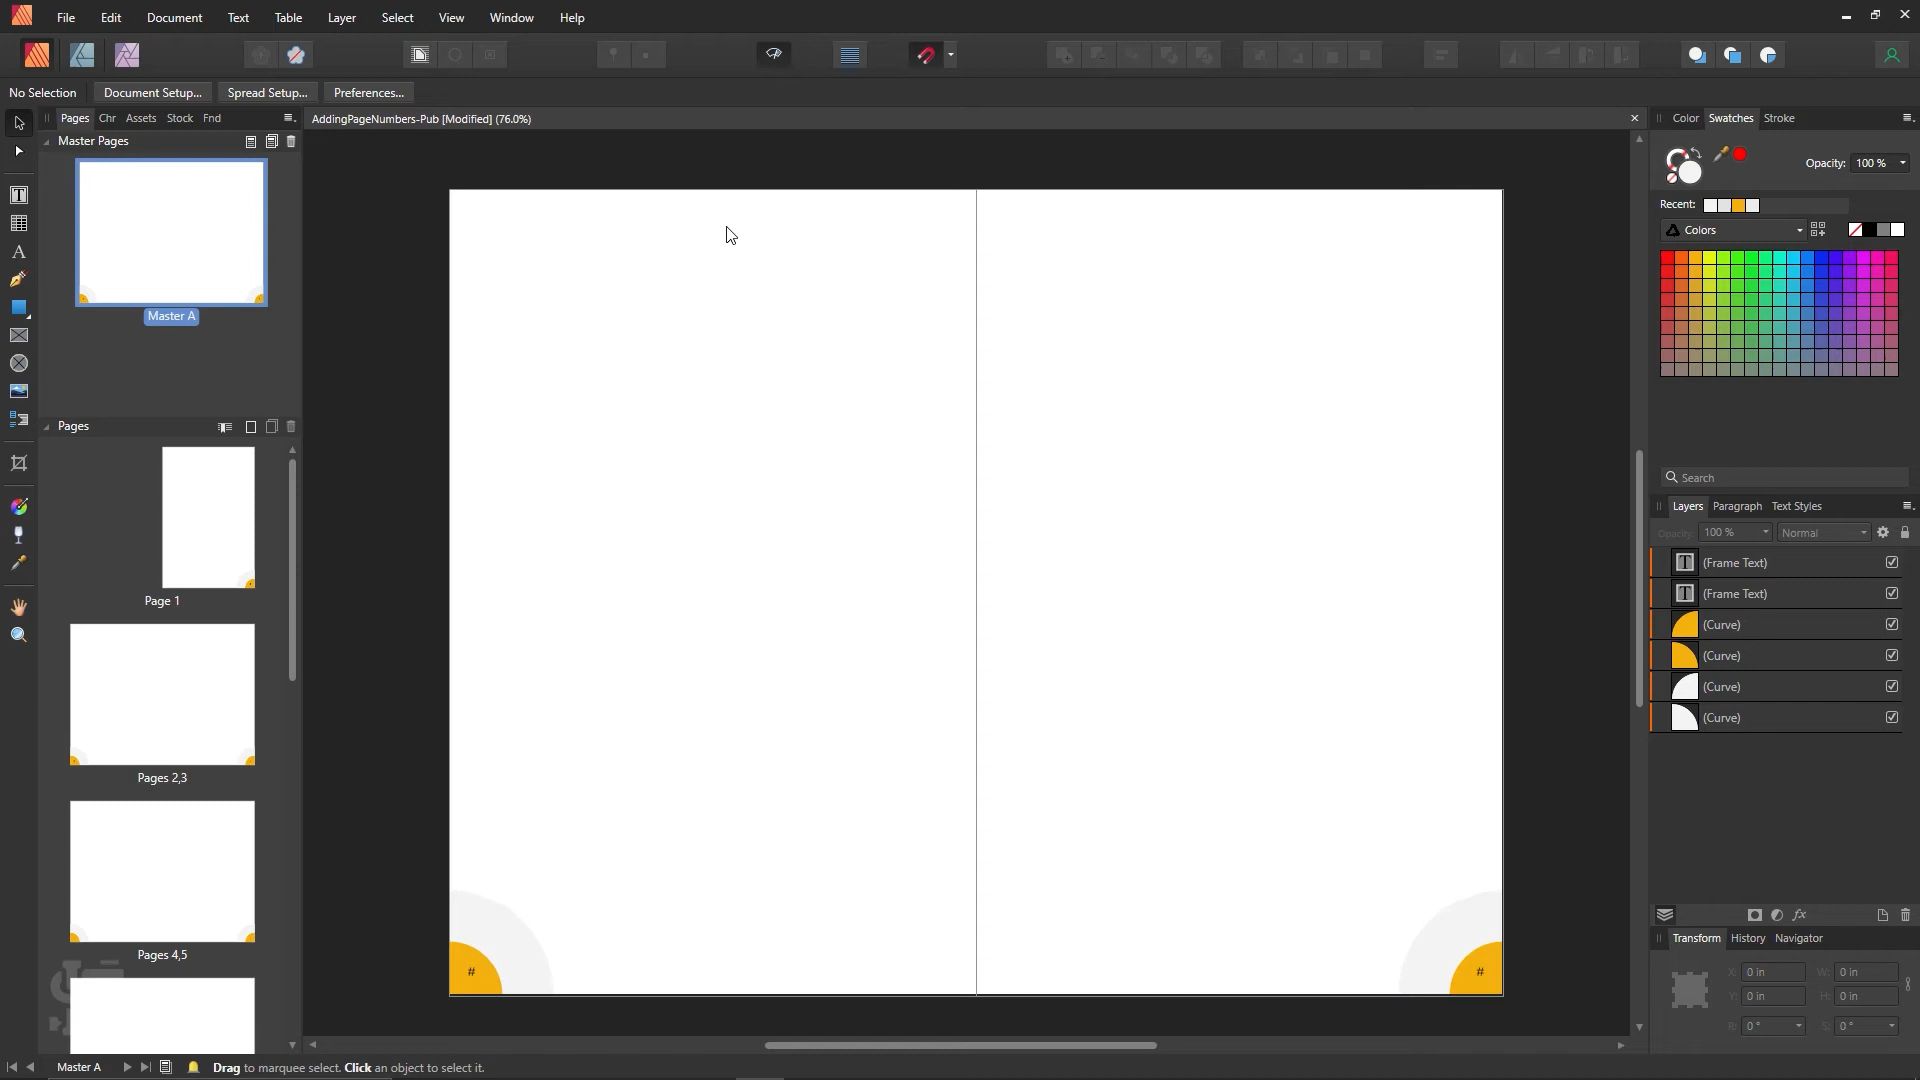 File Edit Document Text Table Layer Select View Window Help
No Selection Document Setup... Spread Setup... Preferences...
Pages Chr Assets Stock Fnd
AddingPageNumbers-Pub [Modified] (76.0%)
Color Swatches Stroke
Master Pages
Opacity: 100 %
Recent:
Colors
Master A
Pages
Search
Layers Paragraph Text Styles
Opacity: 100 % Normal
(Frame Text)
(Frame Text)
Page 1
(Curve)
(Curve)
(Curve)
(Curve)
Pages 2,3
fx
Transform History Navigator
Pages 4,5
# #
X: 0 in W: 0 in
Y: 0 in H: 0 in
R: 0 ° S: 0 °
Master A Drag to marquee select. Click an object to select it.